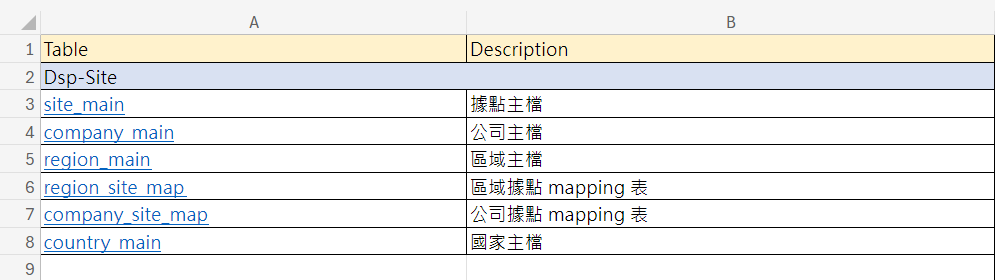 A B
1 Table Description
2 Dsp-Site
3 site_main 據點主檔
4 company_main 公司主檔
5 region_main 區域主檔
6 region_site_map 區域據點 mapping 表
7 company_site_map 公司據點 mapping 表
8 country_main 國家主檔
9